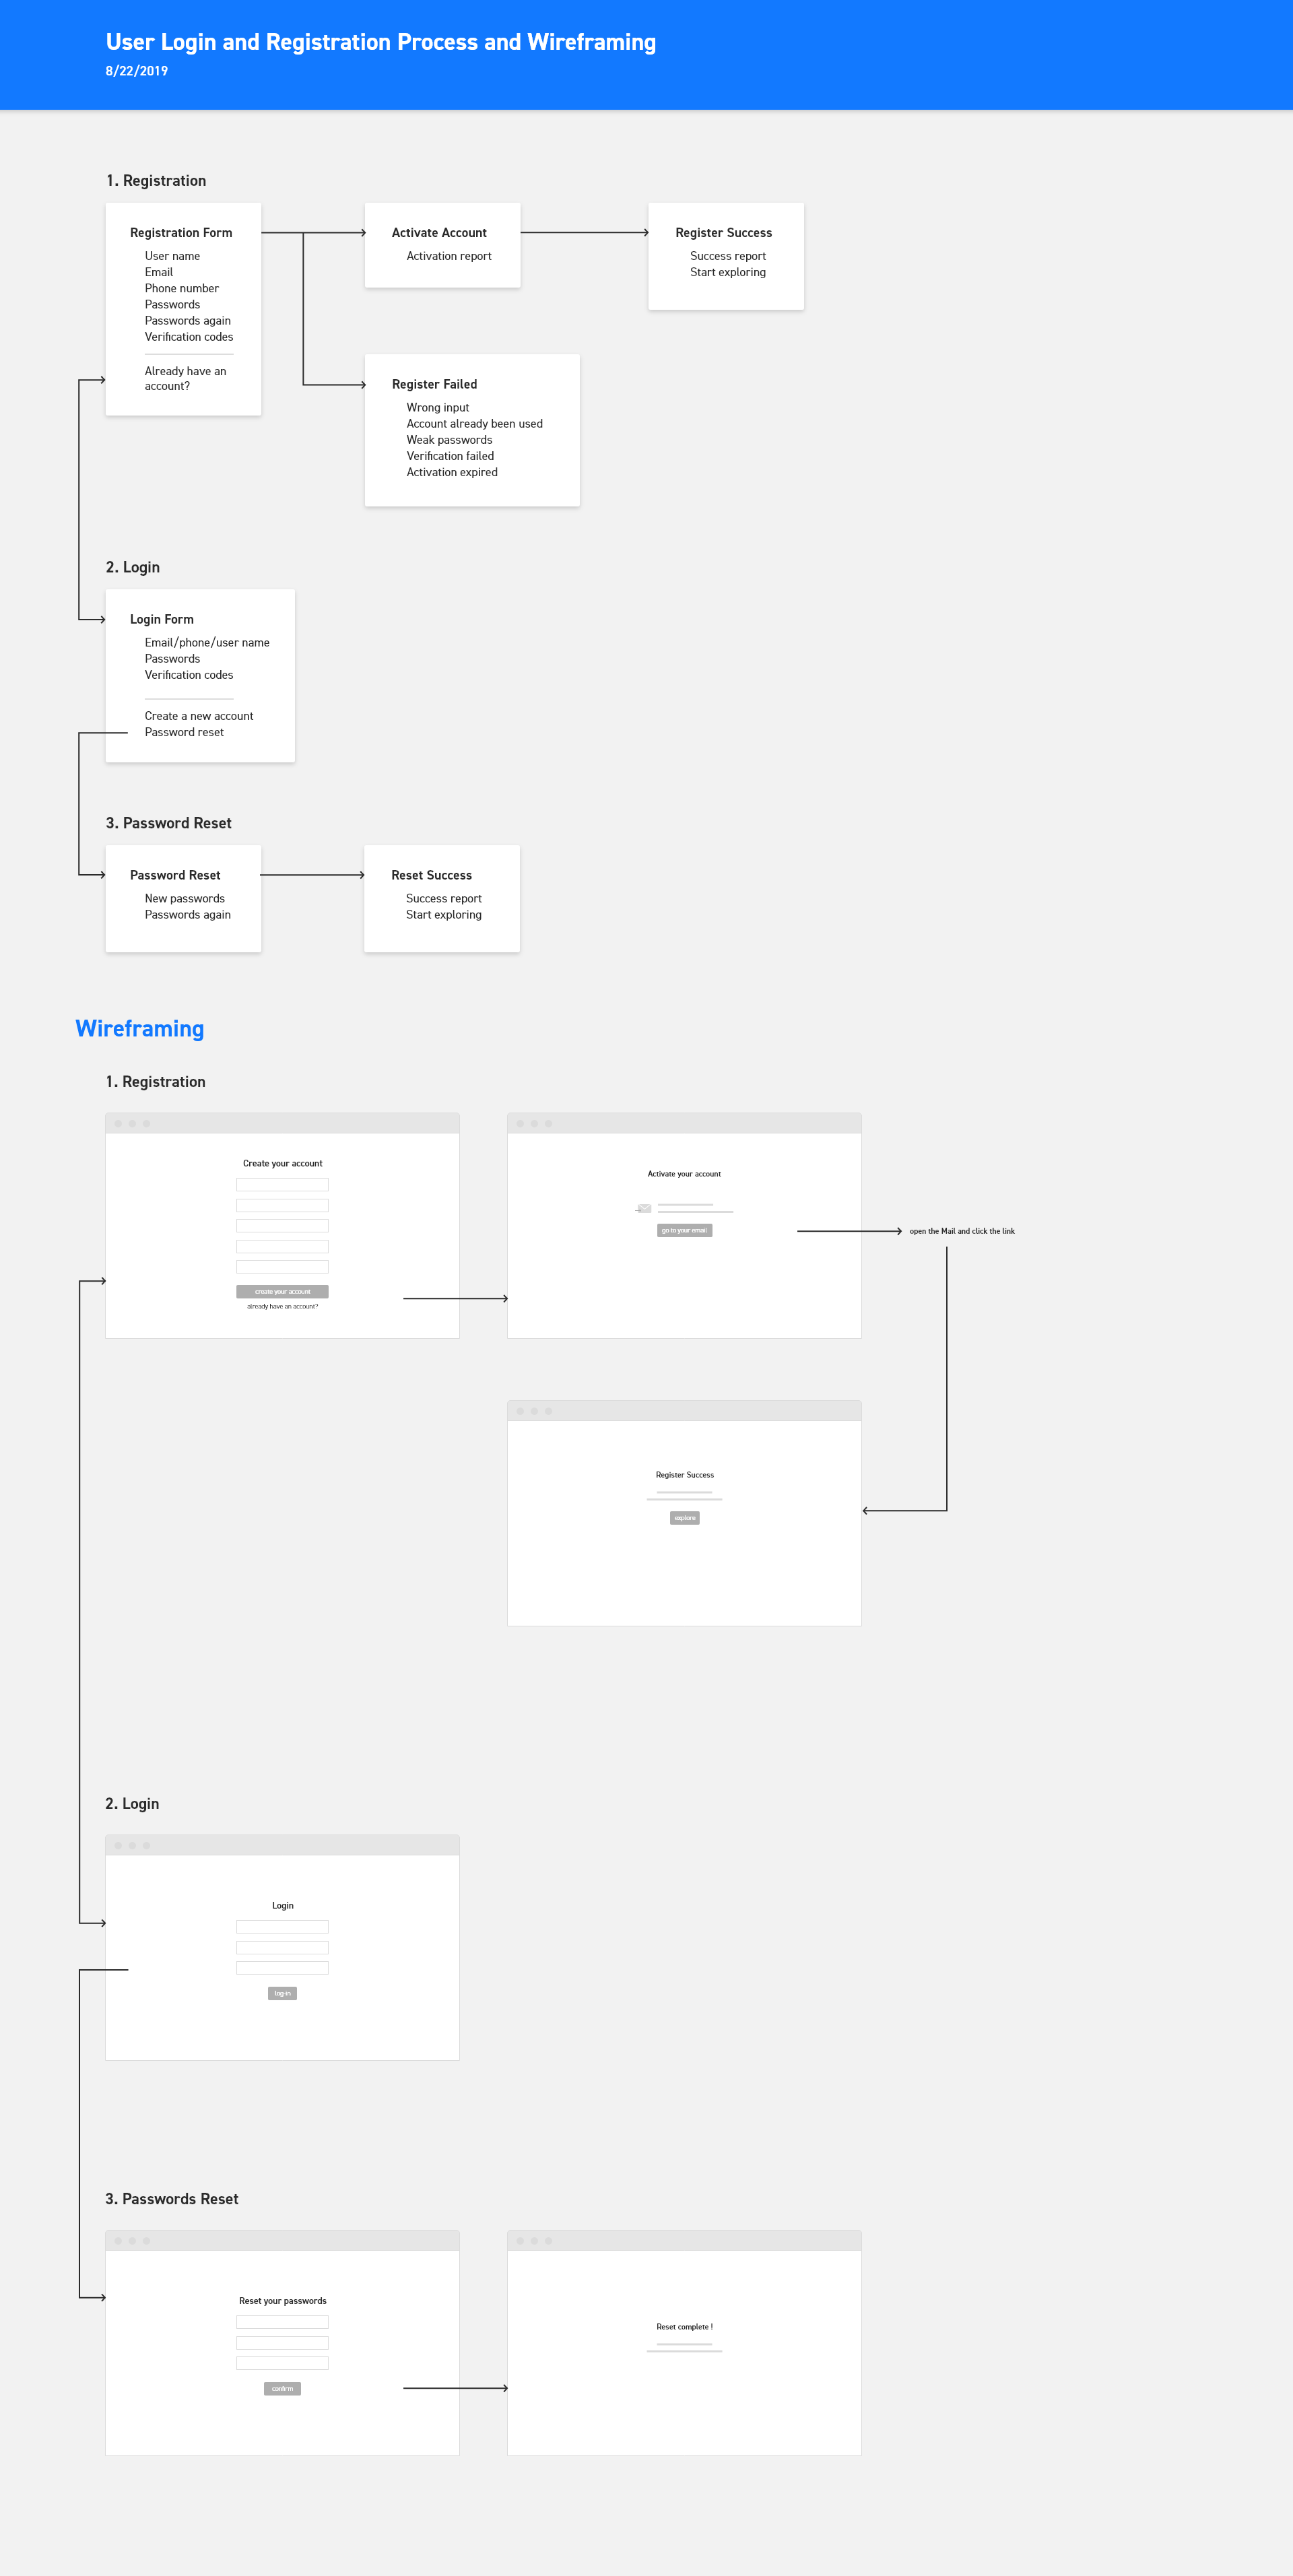 User Login and Registration Process and Wireframing
8/22/2019
1. Registration
Registration Form
User name
Email
Phone number
Passwords
Passwords again
Verification codes
Already have an
account?
Activate Account
Activation report
Register Success
Success report
Start exploring
Register Failed
Wrong input
Account already been used
Weak passwords
Verification failed
Activation expired
2. Login
Login Form
Email/phone/user name
Passwords
Verification codes
Create a new account
Password reset
3. Password Reset
Password Reset
New passwords
Passwords again
Reset Success
Success report
Start exploring
Wireframing
1. Registration
Create your account
create your account
already have an account?
Activate your account
go to your email
open the Mail and click the link
Register Success
explore
2. Login
Login
log-in
3. Passwords Reset
Reset your passwords
confirm
Reset complete !